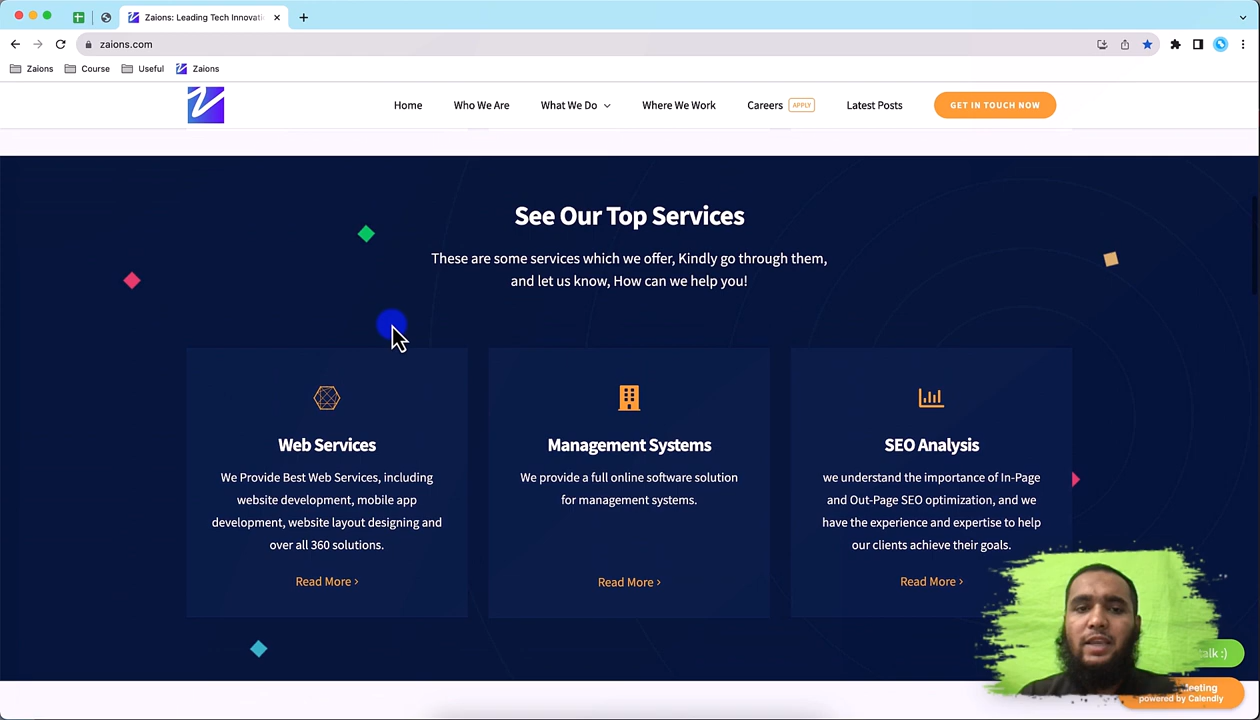 Zaions: Leading Tech Innovati
zaions.com
Zaions
Course
Useful
Zaions
Home
Who We Are
What We Do
Where We Work
Careers APPLY
Latest Posts
GET IN TOUCH NOW
See Our Top Services
These are some services which we offer, Kindly go through them,
and let us know, How can we help you!
Web Services
We Provide Best Web Services, including
website development, mobile app
development, website layout designing and
over all 360 solutions.
Read More ›
Management Systems
We provide a full online software solution
for management systems.
Read More ›
SEO Analysis
we understand the importance of In-Page
and Out-Page SEO optimization, and we
have the experience and expertise to help
our clients achieve their goals.
Read More ›
:)
powered by Calendly